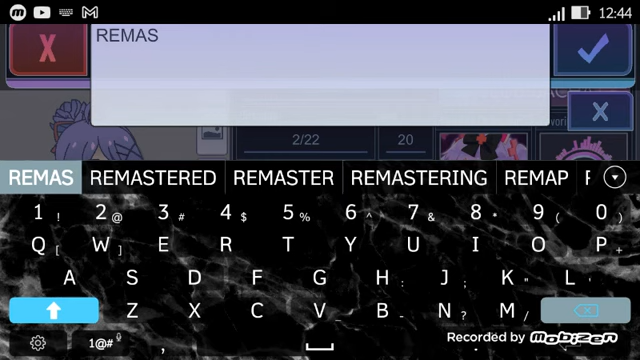 12:44
REMAS
X
X
2/22
20
REMAS REMASTERED REMASTER REMASTERING REMAP
1 ! 2 @ 3 # 4 $ 5 % 6 ^ 7 & 8 * 9 ( 0 )
Q [ W ] E R T Y U I O P +
A S D F G H : J ; K " L '
Z X C V B - N ? M /
1@# ,
Recorded by Mobizen